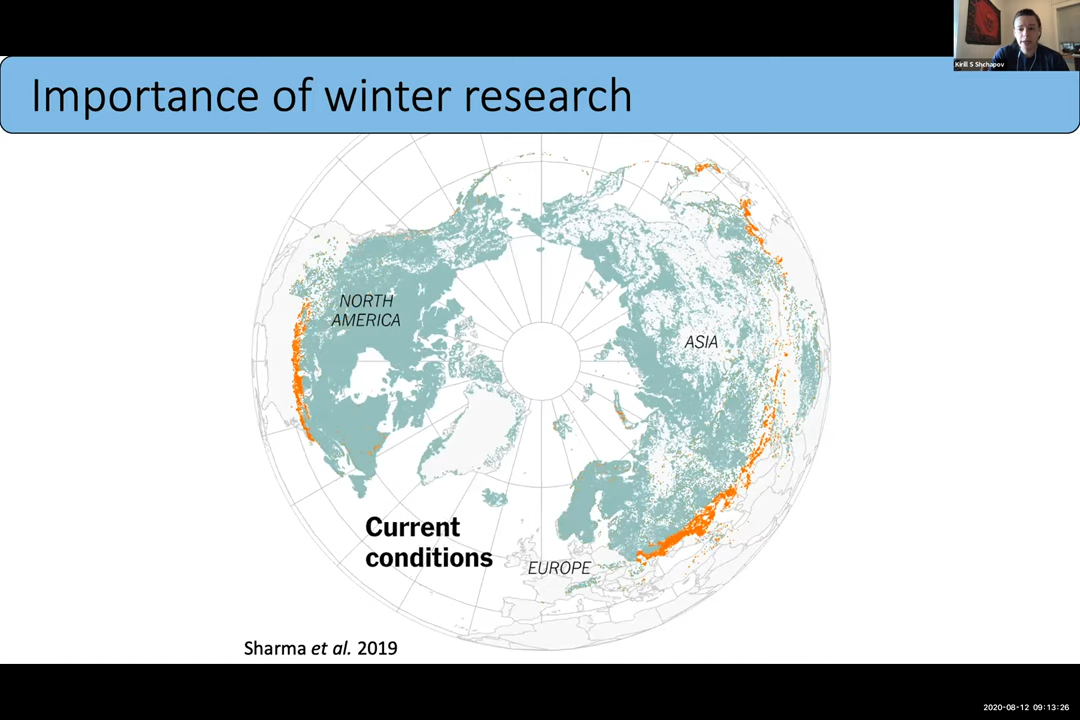 Kirill S Shchapov
Importance of winter research
NORTH
AMERICA
ASIA
Current
conditions
EUROPE
Sharma et al. 2019
2020-08-12 09:13:26